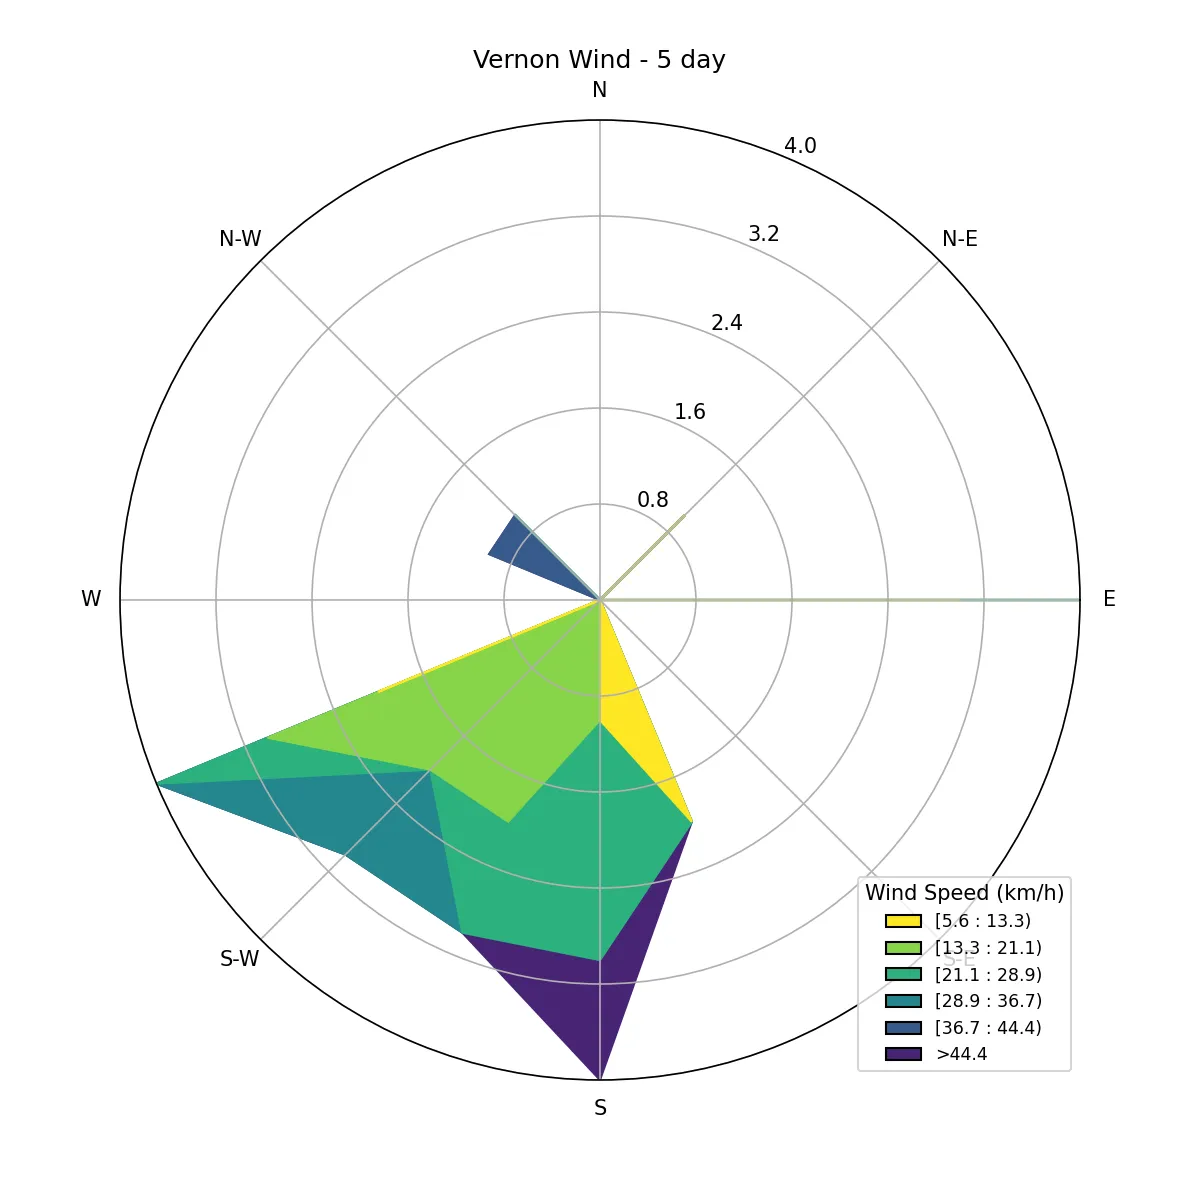 Vernon Wind - 5 day
N
4.0
N-W
3.2
N-E
2.4
1.6
0.8
W
E
S-W
S-E
Wind Speed (km/h)
[5.6 : 13.3)
[13.3 : 21.1)
[21.1 : 28.9)
[28.9 : 36.7)
[36.7 : 44.4)
>44.4
S